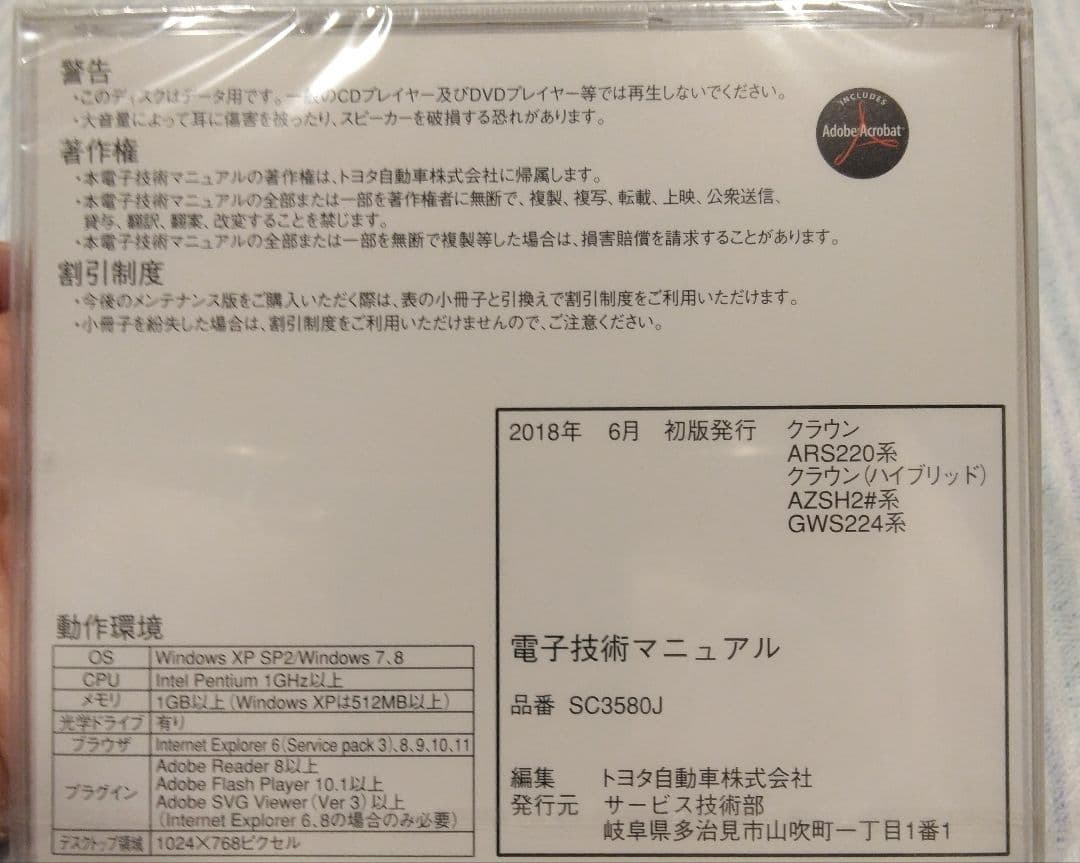 警告
・このディスクはデータ用です。一般のCDプレイヤー及びDVDプレイヤー等では再生しないでください。
・大音量によって耳に傷害を被ったり、スピーカーを破損する恐れがあります。
INCLUDES
Adobe Acrobat
著作権
・本電子技術マニュアルの著作権は、トヨタ自動車株式会社に帰属します。
・本電子技術マニュアルの全部または一部を著作権者に無断で、複製、複写、転載、上映、公衆送信、
貸与、翻訳、翻案、改変することを禁じます。
・本電子技術マニュアルの全部または一部を無断で複製等した場合は、損害賠償を請求することがあります。
割引制度
・今後のメンテナンス版をご購入いただく際は、表の小冊子と引換えで割引制度をご利用いただけます。
・小冊子を紛失した場合は、割引制度をご利用いただけませんので、ご注意ください。
2018年 6月 初版発行 クラウン
ARS220系
クラウン（ハイブリッド）
AZSH2#系
GWS224系
電子技術マニュアル
品番 SC3580J
編集 トヨタ自動車株式会社
発行元 サービス技術部
岐阜県多治見市山吹町一丁目1番1
動作環境
OS Windows XP SP2/Windows 7、8
CPU Intel Pentium 1GHz以上
メモリ 1GB以上（Windows XPは512MB以上）
光学ドライブ 有り
ブラウザ Internet Explorer 6（Service pack 3）、8、9、10、11
プラグイン Adobe Reader 8以上
Adobe Flash Player 10.1以上
Adobe SVG Viewer（Ver 3）以上
（Internet Explorer 6、8の場合のみ必要）
デスクトップ領域 1024×768ピクセル